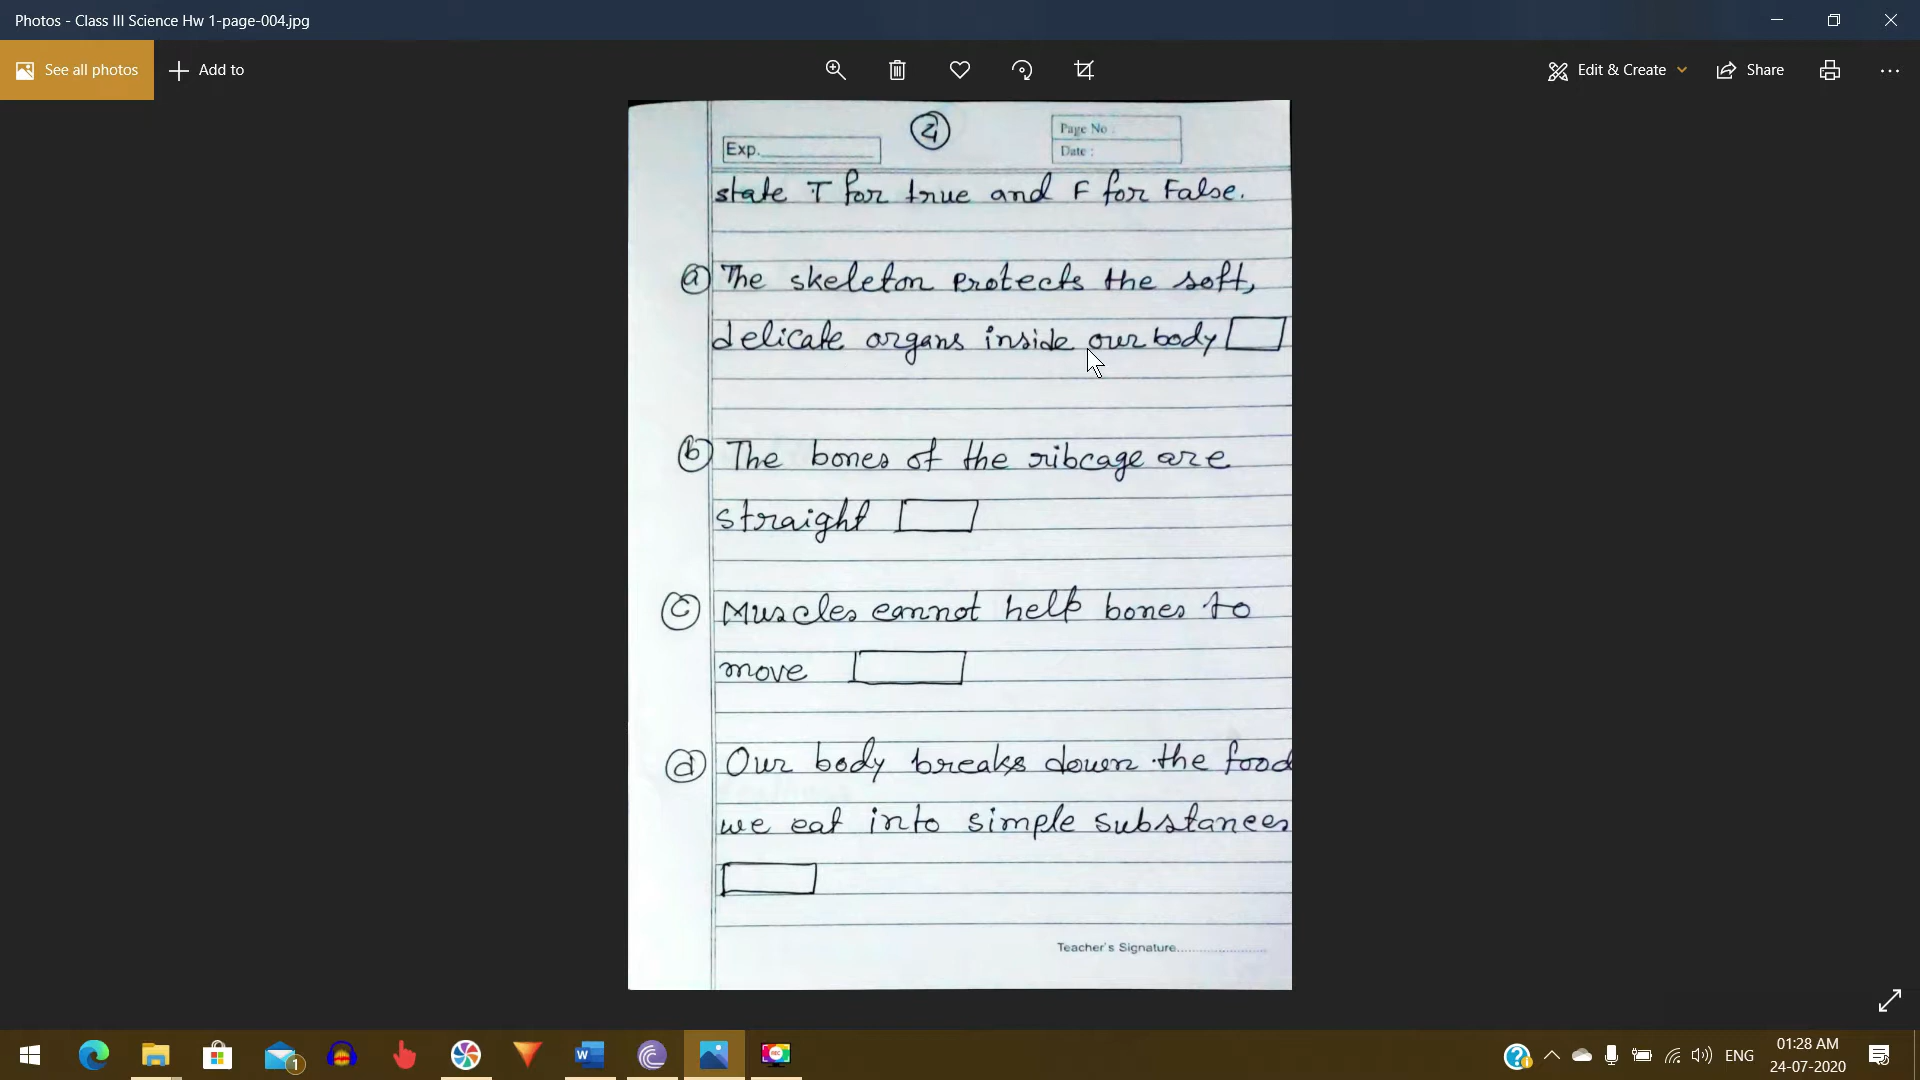 Photos - Class III Science Hw 1-page-004.jpg
See all photos
Add to
Edit & Create
Share
4
Page No :
Exp.
Date :
state T for true and F for False.
a The skeleton protects the soft,
delicate organs inside our body
b The bones of the ribcage are
straight
c Muscles cannot help bones to
move
d Our body breaks down the food
we eat into simple substances
Teacher's Signature
1
W
REC
ENG
01:28 AM
24-07-2020